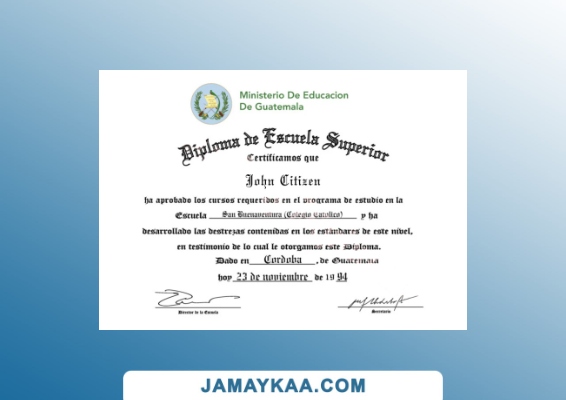 Ministerio De Educacion
De Guatemala
Diploma de Escuela Superior
Certificamos que
John Citizen
ha aprobado los cursos requeridos en el programa de estudio en la
Escuela San Buenaventura (Colegio Catolico) y ha
desarrollado las destrezas contenidas en los estándares de este nivel,
en testimonio de lo cual le otorgamos este Diploma.
Dado en Cordoba, de Guatemala
hoy 23 de noviembre de 1994
Director de la Escuela
Secretario
JAMAYKAA.COM